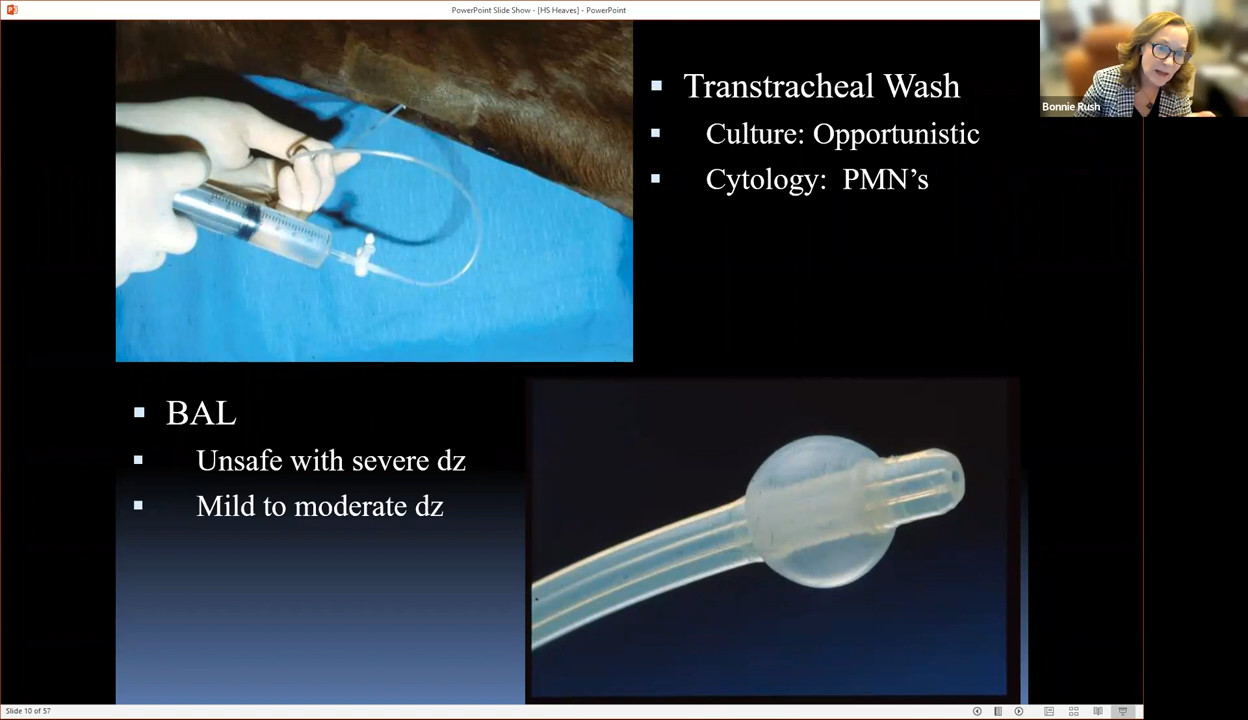 PowerPoint Slide Show - [HS Heaves] - PowerPoint
Bonnie Rush
Transtracheal Wash
Culture: Opportunistic
Cytology: PMN's
BAL
Unsafe with severe dz
Mild to moderate dz
Slide 10 of 57